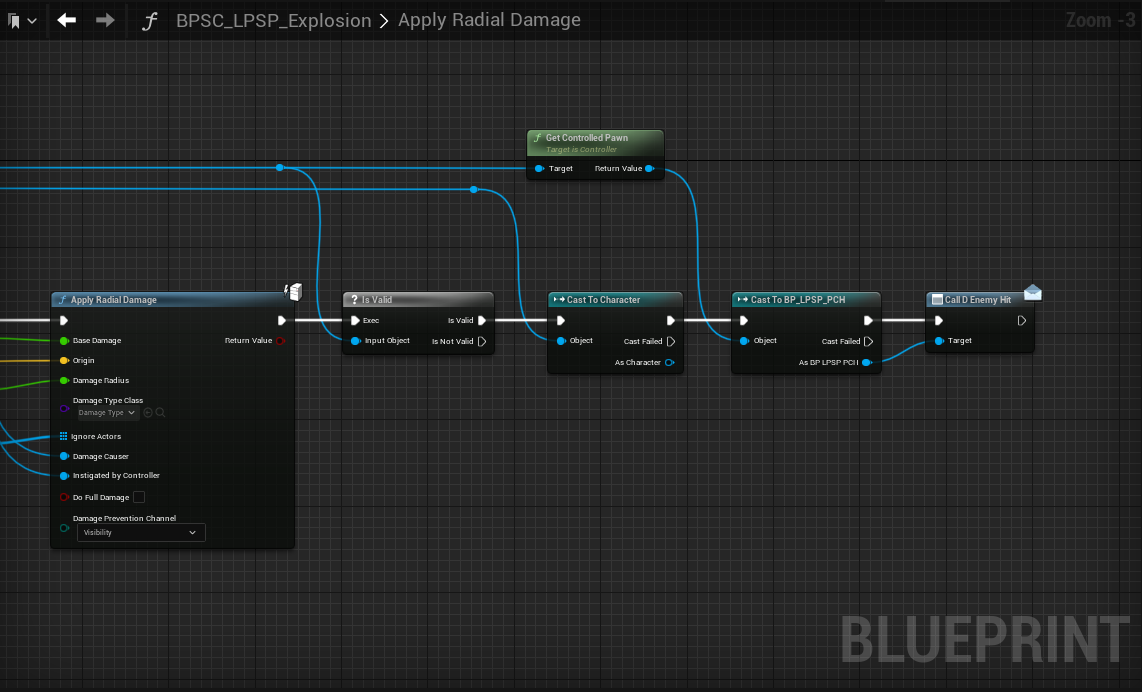 BPSC_LPSP_Explosion > Apply Radial Damage
Zoom -3
Get Controlled Pawn
Target is Controller
Target
Return Value
Apply Radial Damage
Base Damage
Return Value
Origin
Damage Radius
Damage Type Class
Damage Type
Ignore Actors
Damage Causer
Instigated by Controller
Do Full Damage
Damage Prevention Channel
Visibility
? Is Valid
Exec
Is Valid
Input Object
Is Not Valid
Cast To Character
Object
Cast Failed
As Character
Cast To BP_LPSP_PCH
Object
Cast Failed
As BP LPSP PCH
Call D Enemy Hit
Target
BLUEPRINT